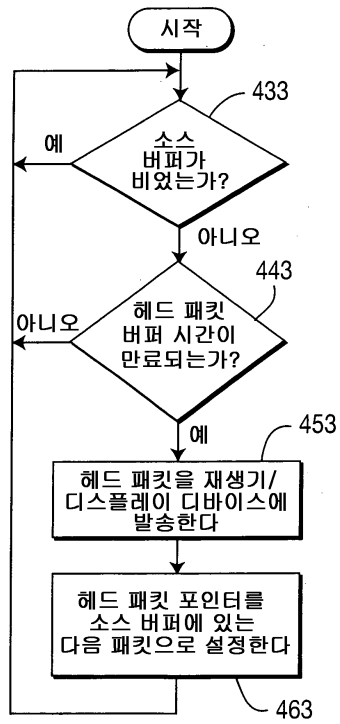 시작
433
예
소스
버퍼가
비었는가?
아니오
443
아니오
헤드 패킷
버퍼 시간이
만료되는가?
예
453
헤드 패킷을 재생기/
디스플레이 디바이스에
발송한다
헤드 패킷 포인터를
소스 버퍼에 있는
다음 패킷으로 설정한다
463